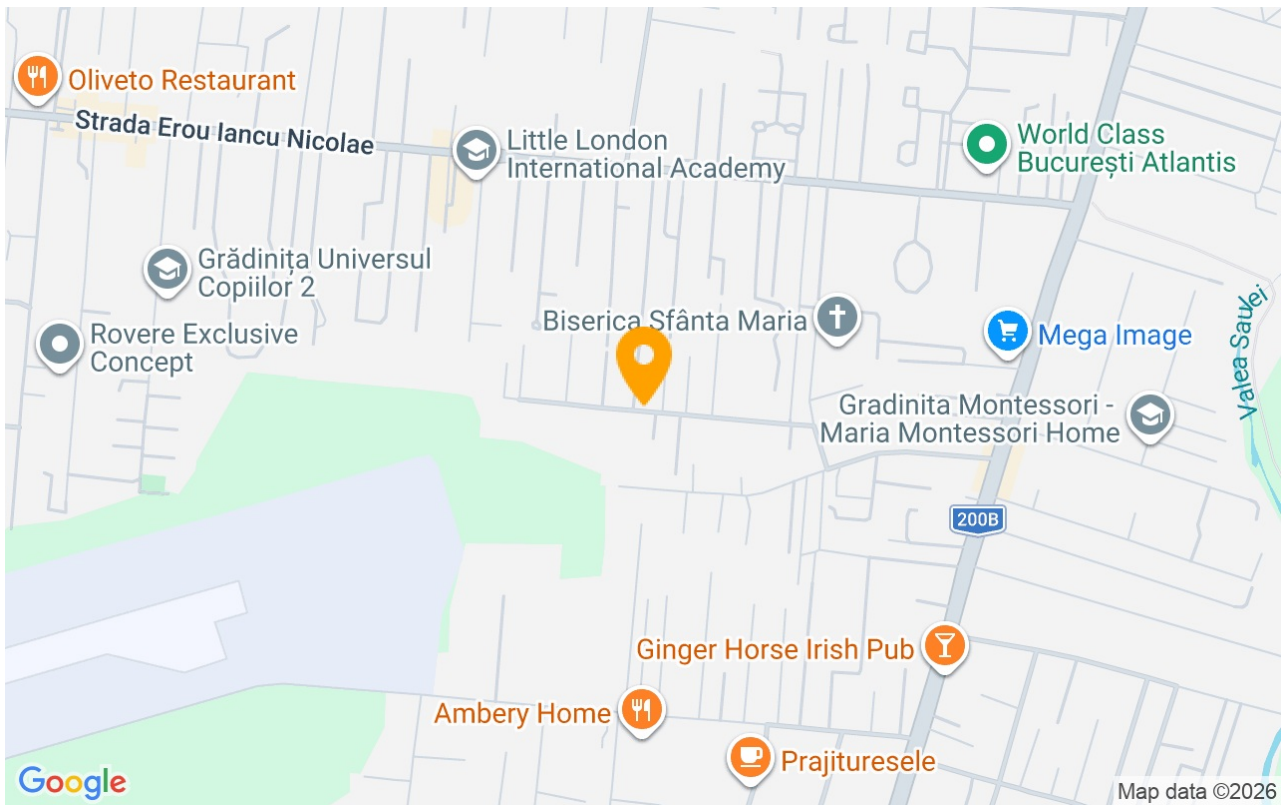 Oliveto Restaurant
Strada Erou Iancu Nicolae
Little London
International Academy
World Class
București Atlantis
Grădinița Universul
Copiilor 2
Rovere Exclusive
Concept
Biserica Sfânta Maria
Mega Image
Valea Saulei
Gradinita Montessori -
Maria Montessori Home
200B
Ginger Horse Irish Pub
Ambery Home
Prajituresele
Google
Map data ©2026